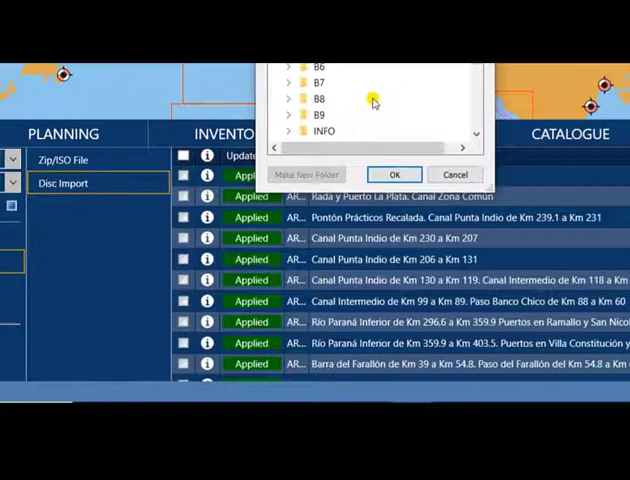 B6
B7
B8
B9
INFO
Make New Folder
OK
Cancel
PLANNING
INVENTO
CATALOGUE
Zip/ISO File
Disc Import
Update
Appl
Applied AR... Rada y Puerto La Plata. Canal Zona Común
Applied AR... Pontón Prácticos Recalada. Canal Punta Indio de Km 239.1 a Km 231
Applied AR... Canal Punta Indio de Km 230 a Km 207
Applied AR... Canal Punta Indio de Km 206 a Km 131
Applied AR... Canal Punta Indio de Km 130 a Km 119. Canal Intermedio de Km 118 a Km
Applied AR... Canal Intermedio de Km 99 a Km 89. Paso Banco Chico de Km 88 a Km 60
Applied AR... Río Paraná Inferior de Km 296.6 a Km 359.9 Puertos en Ramallo y San Nico
Applied AR... Río Paraná Inferior de Km 359.9 a Km 403.5. Puertos en Villa Constitución y
Applied AR... Barra del Farallón de Km 39 a Km 54.8. Paso del Farallón de Km 54.8 a Km